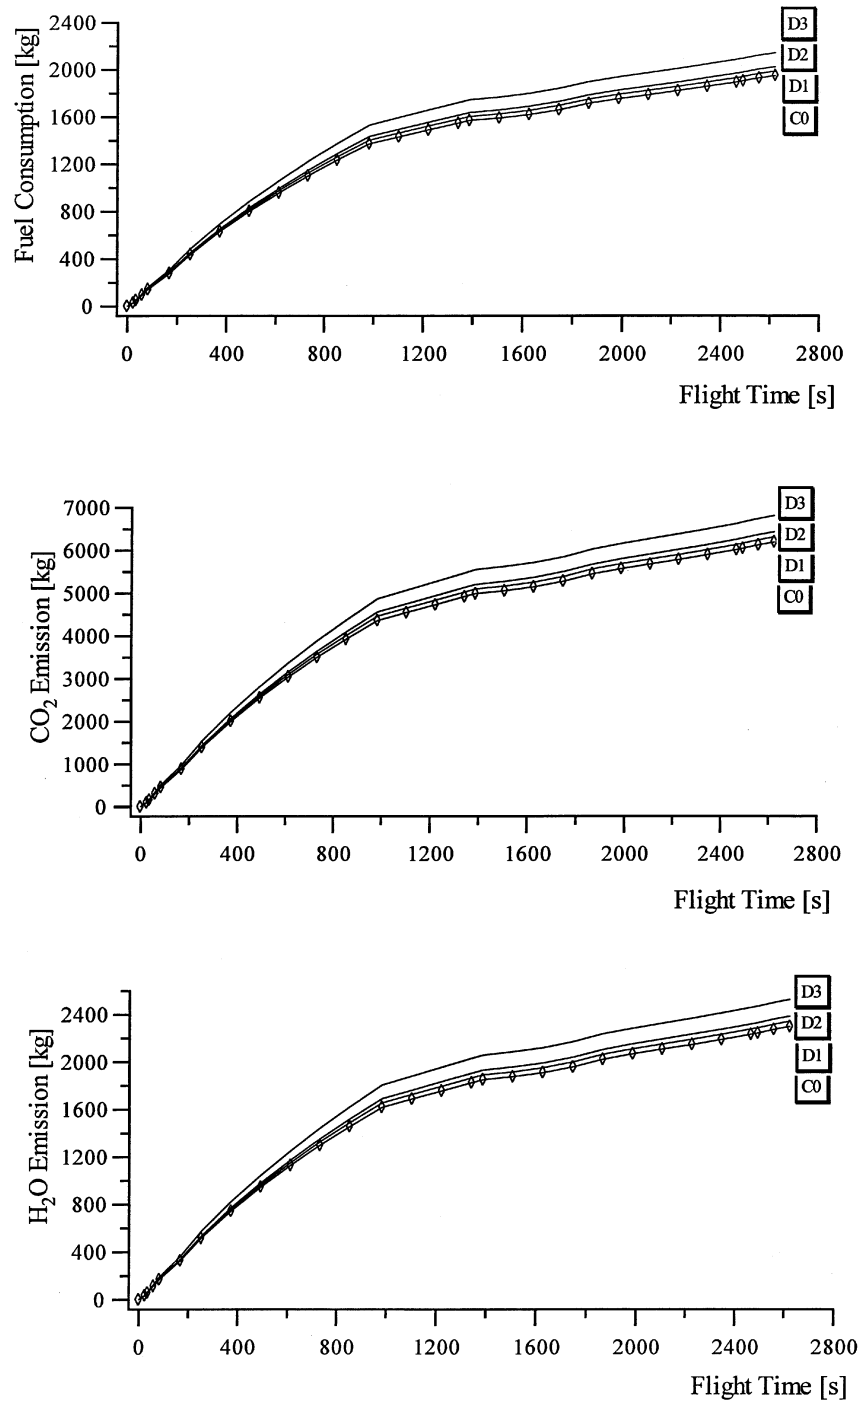 2400
2000
1600
1200
800
400
0
Fuel Consumption [kg]
D3
D2
D1
C0
0 400 800 1200 1600 2000 2400 2800
Flight Time [s]
7000
6000
5000
4000
3000
2000
1000
0
CO2 Emission [kg]
D3
D2
D1
C0
0 400 800 1200 1600 2000 2400 2800
Flight Time [s]
2400
2000
1600
1200
800
400
0
H2O Emission [kg]
D3
D2
D1
C0
0 400 800 1200 1600 2000 2400 2800
Flight Time [s]